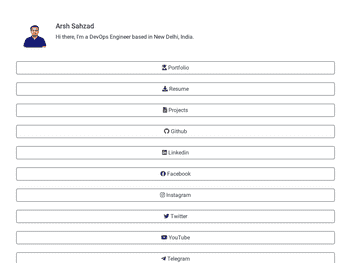 Arsh Sahzad
Hi there, I'm a DevOps Engineer based in New Delhi, India.
Portfolio
Resume
Projects
Github
Linkedin
Facebook
Instagram
Twitter
YouTube
Telegram